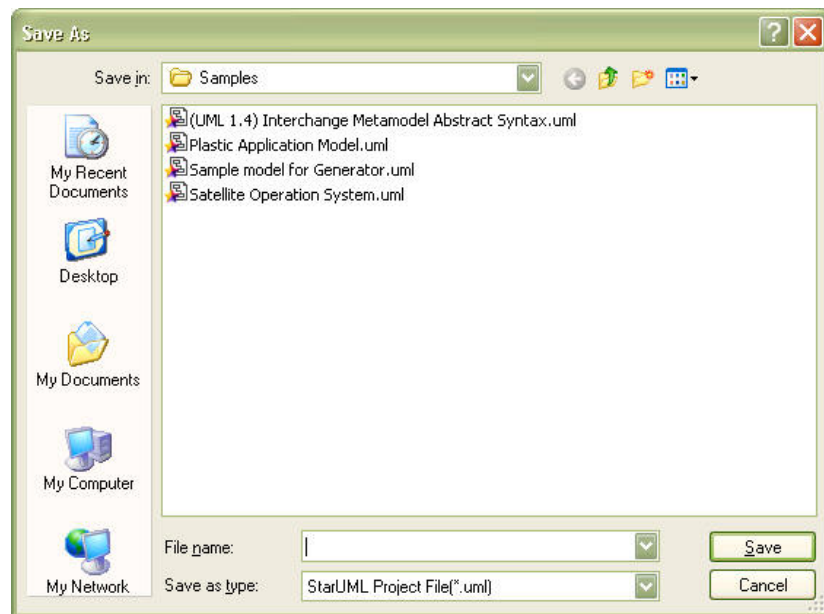 Save As
Save in:
Samples
My Recent
Documents
Desktop
My Documents
My Computer
My Network
(UML 1.4) Interchange Metamodel Abstract Syntax.uml
Plastic Application Model.uml
Sample model for Generator.uml
Satellite Operation System.uml
File name:
Save
Save as type:
StarUML Project File(*.uml)
Cancel